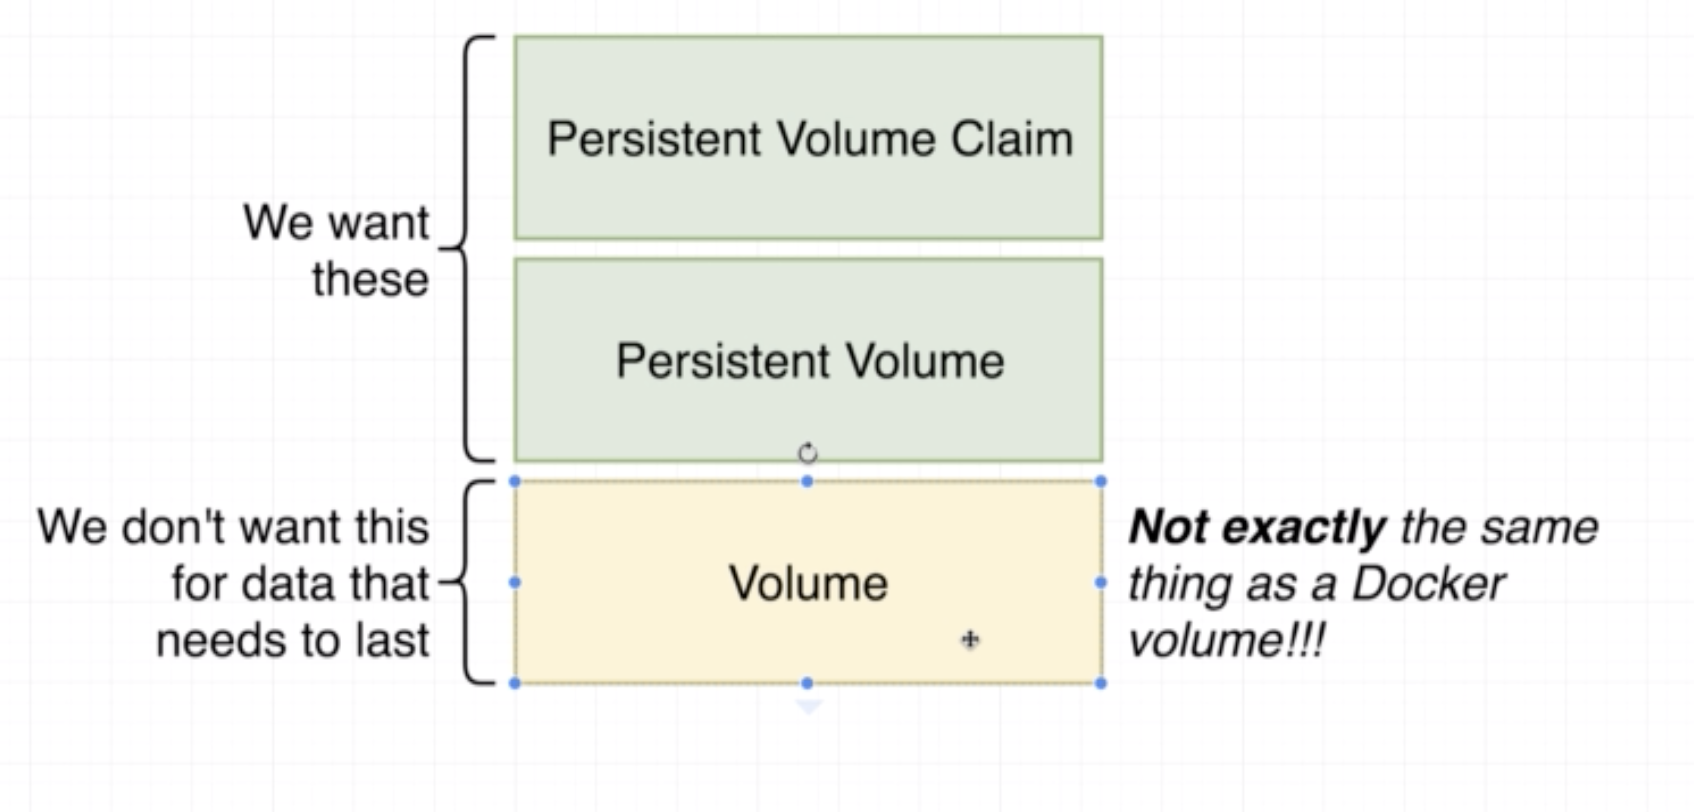 Persistent Volume Claim
We want
these
Persistent Volume
We don't want this
for data that
needs to last
Volume
Not exactly the same
thing as a Docker
volume!!!